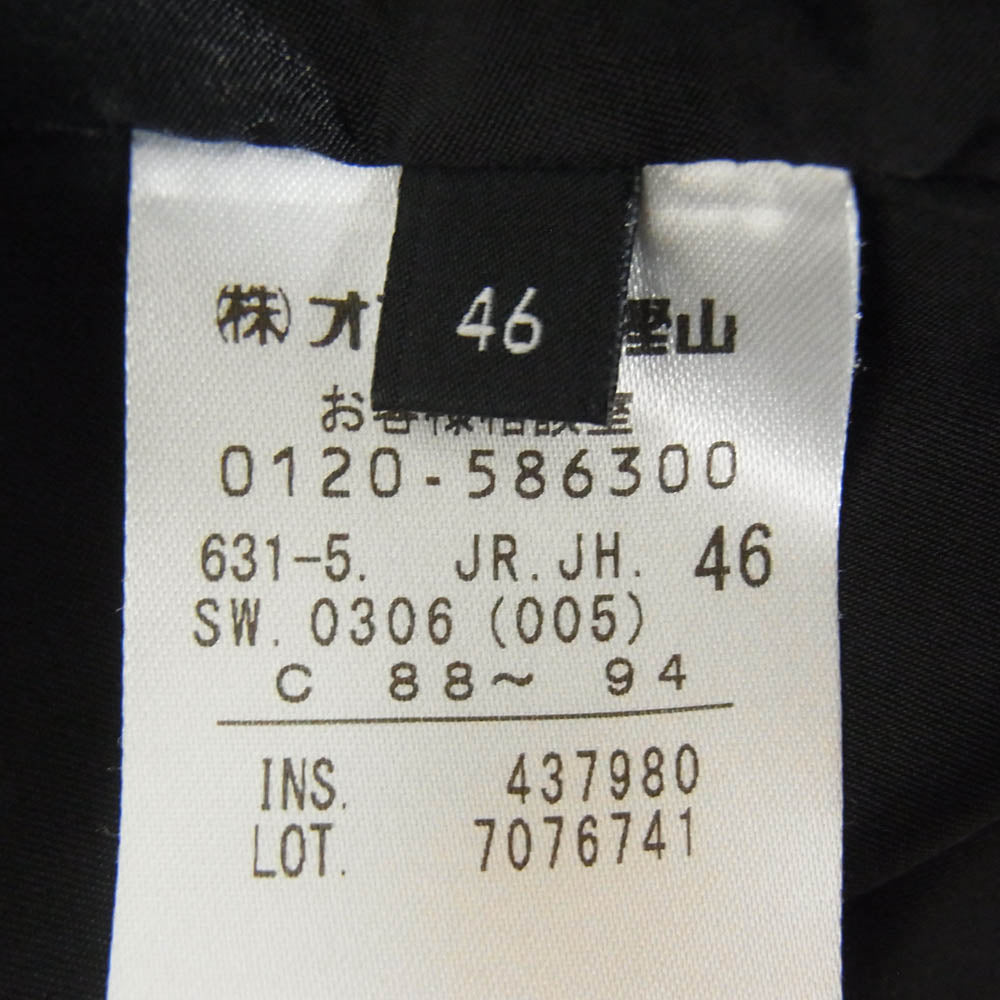 46
㈱オ 山
お客様相談室
0120-586300
631-5. JR.JH. 46
SW. 0306 (005)
C 88~ 94
INS. 437980
LOT. 7076741